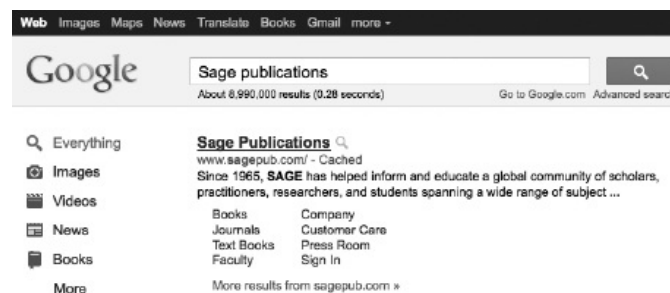 Web Images Maps News Translate Books Gmail more
Google
Sage publications
About 8,990,000 results (0.28 seconds)
Go to Google.com Advanced searc
Everything
Images
Videos
News
Books
More
Sage Publications
www.sagepub.com/ - Cached
Since 1965, SAGE has helped inform and educate a global community of scholars,
practitioners, researchers, and students spanning a wide range of subject ...
Books Company
Journals Customer Care
Text Books Press Room
Faculty Sign In
More results from sagepub.com »